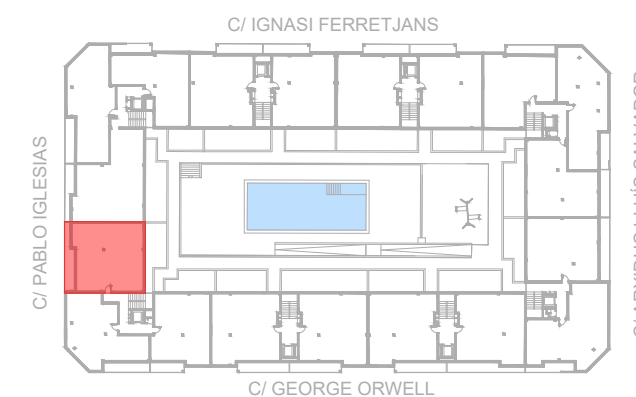 C/ IGNASI FERRETJANS
C/ PABLO IGLESIAS
C/ GEORGE ORWELL